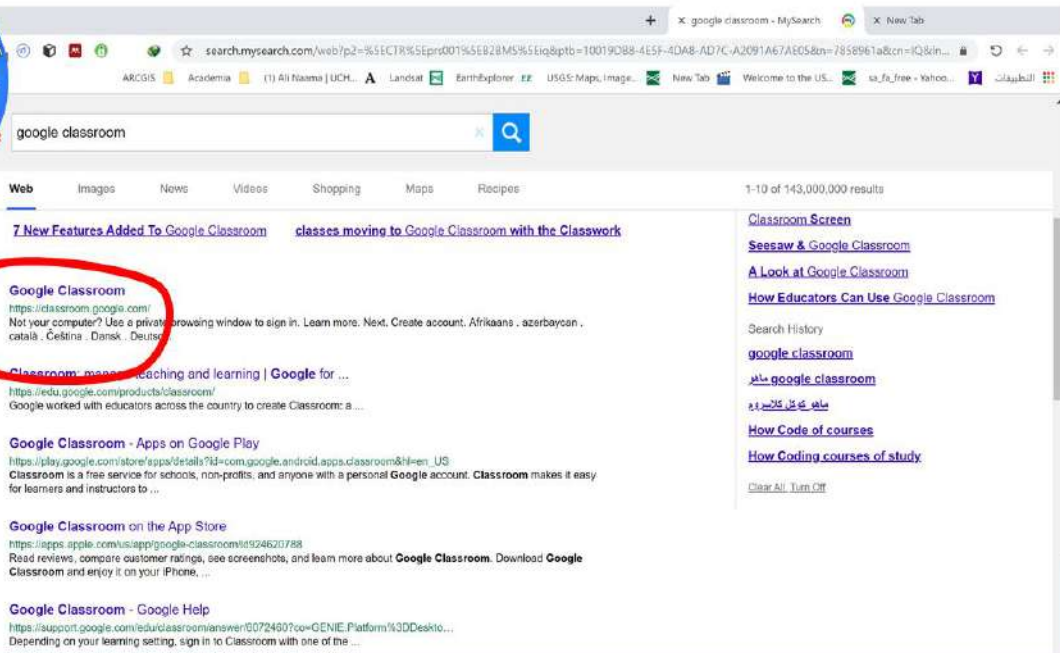 google classroom - MySearch
New Tab
search.mysearch.com/web?p2=%5ECTR%5Eprs001%5EB28M5%5Eiq&ptb=10019DB8-4E5F-4DA8-AD7C-A2091A67AE05&n=7858961a&cn=IQ&in...
ARCGIS
Academia
(1) Ali Naama | UCH...
Landsat
EarthExplorer
USGS: Maps, Image...
New Tab
Welcome to the US...
sa_fa_free - Yahoo...
التطبيقات
google classroom
Web Images News Videos Shopping Maps Recipes
1-10 of 143,000,000 results
7 New Features Added To Google Classroom
classes moving to Google Classroom with the Classwork
Google Classroom
https://classroom.google.com/
Not your computer? Use a private browsing window to sign in. Learn more. Next. Create account. Afrikaans . azərbaycan .
català . Čeština . Dansk . Deutsc
Classroom: manage teaching and learning | Google for ...
https://edu.google.com/products/classroom/
Google worked with educators across the country to create Classroom: a ...
Google Classroom - Apps on Google Play
https://play.google.com/store/apps/details?id=com.google.android.apps.classroom&hl=en_US
Classroom is a free service for schools, non-profits, and anyone with a personal Google account. Classroom makes it easy
for learners and instructors to ...
Google Classroom on the App Store
https://apps.apple.com/us/app/google-classroom/id924620788
Read reviews, compare customer ratings, see screenshots, and learn more about Google Classroom. Download Google
Classroom and enjoy it on your iPhone, ...
Google Classroom - Google Help
https://support.google.com/edu/classroom/answer/6072460?co=GENIE.Platform%3DDeskto...
Depending on your learning setting, sign in to Classroom with one of the ...
Classroom Screen
Seesaw & Google Classroom
A Look at Google Classroom
How Educators Can Use Google Classroom
Search History
google classroom
ماهو google classroom
ماهو كوكل كلاسروم
How Code of courses
How Coding courses of study
Clear All Turn Off